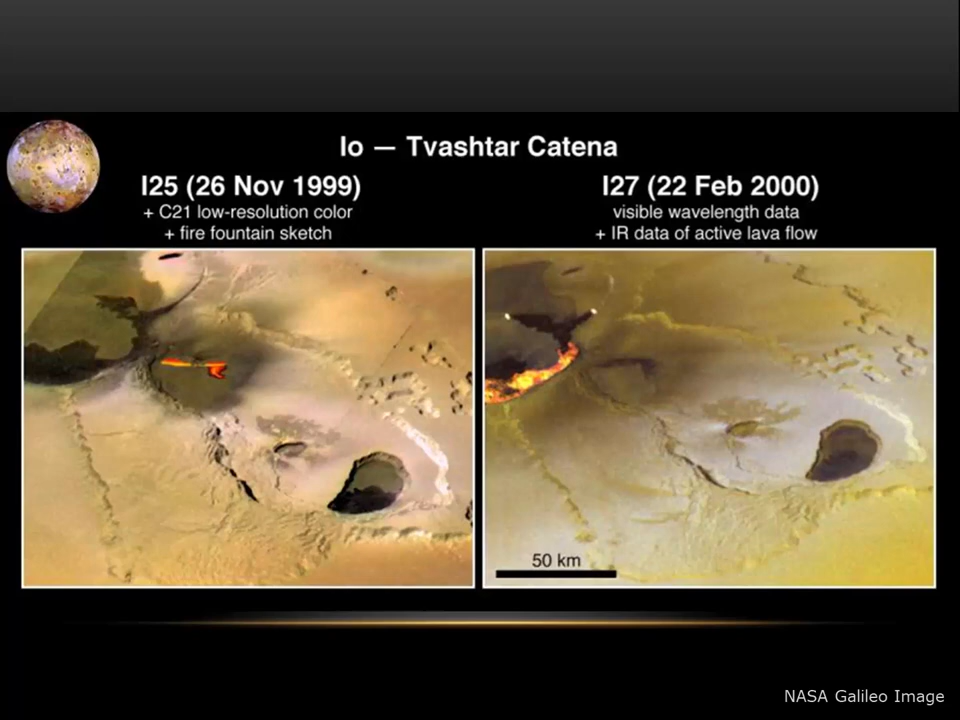 Io — Tvashtar Catena
I25 (26 Nov 1999)
+ C21 low-resolution color
+ fire fountain sketch
I27 (22 Feb 2000)
visible wavelength data
+ IR data of active lava flow
50 km
NASA Galileo Image